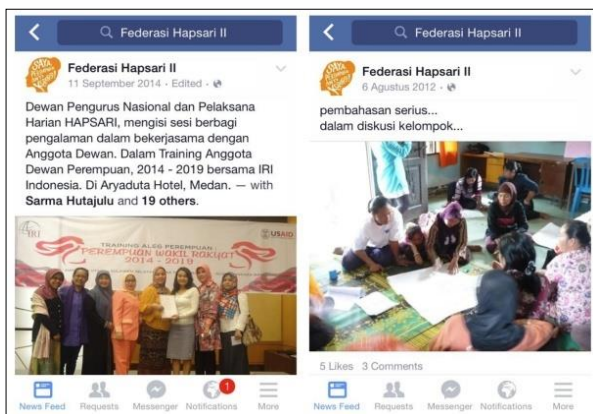 Federasi Hapsari II
Federasi Hapsari II
11 September 2014 · Edited ·
Dewan Pengurus Nasional dan Pelaksana
Harian HAPSARI, mengisi sesi berbagi
pengalaman dalam bekerjasama dengan
Anggota Dewan. Dalam Training Anggota
Dewan Perempuan, 2014 - 2019 bersama IRI
Indonesia. Di Aryaduta Hotel, Medan. — with
Sarma Hutajulu and 19 others.
IRI
USAID
TRAINING ALEG PEREMPUAN :
PEREMPUAN WAKIL RAKYAT
2014 - 2019
1
News Feed Requests Messenger Notifications More
Federasi Hapsari II
Federasi Hapsari II
6 Agustus 2012 ·
pembahasan serius...
dalam diskusi kelompok...
5 Likes 3 Comments
News Feed Requests Messenger Notifications More